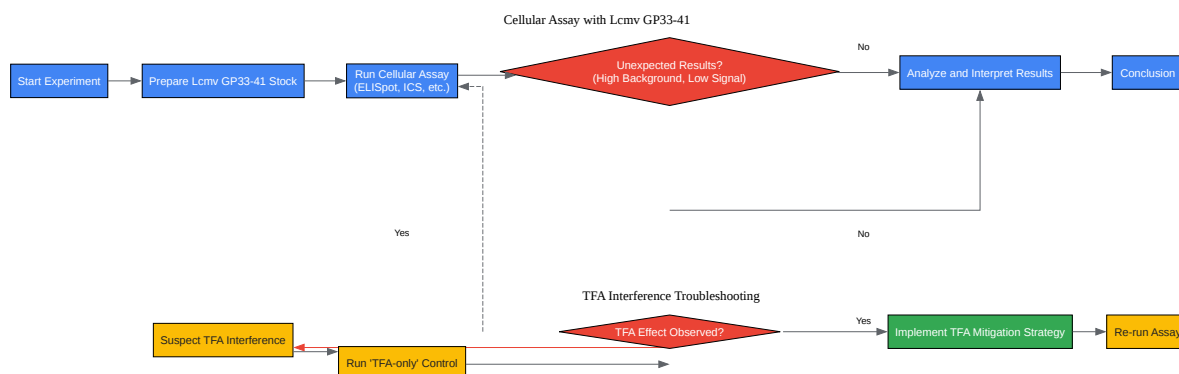 Cellular Assay with Lcmv GP33-41
Start Experiment
Prepare Lcmv GP33-41 Stock
Run Cellular Assay
(ELISpot, ICS, etc.)
Unexpected Results?
(High Background, Low Signal)
No
Analyze and Interpret Results
Conclusion
Yes
No
TFA Interference Troubleshooting
Suspect TFA Interference
Run 'TFA-only' Control
TFA Effect Observed?
Yes
Implement TFA Mitigation Strategy
Re-run Assay